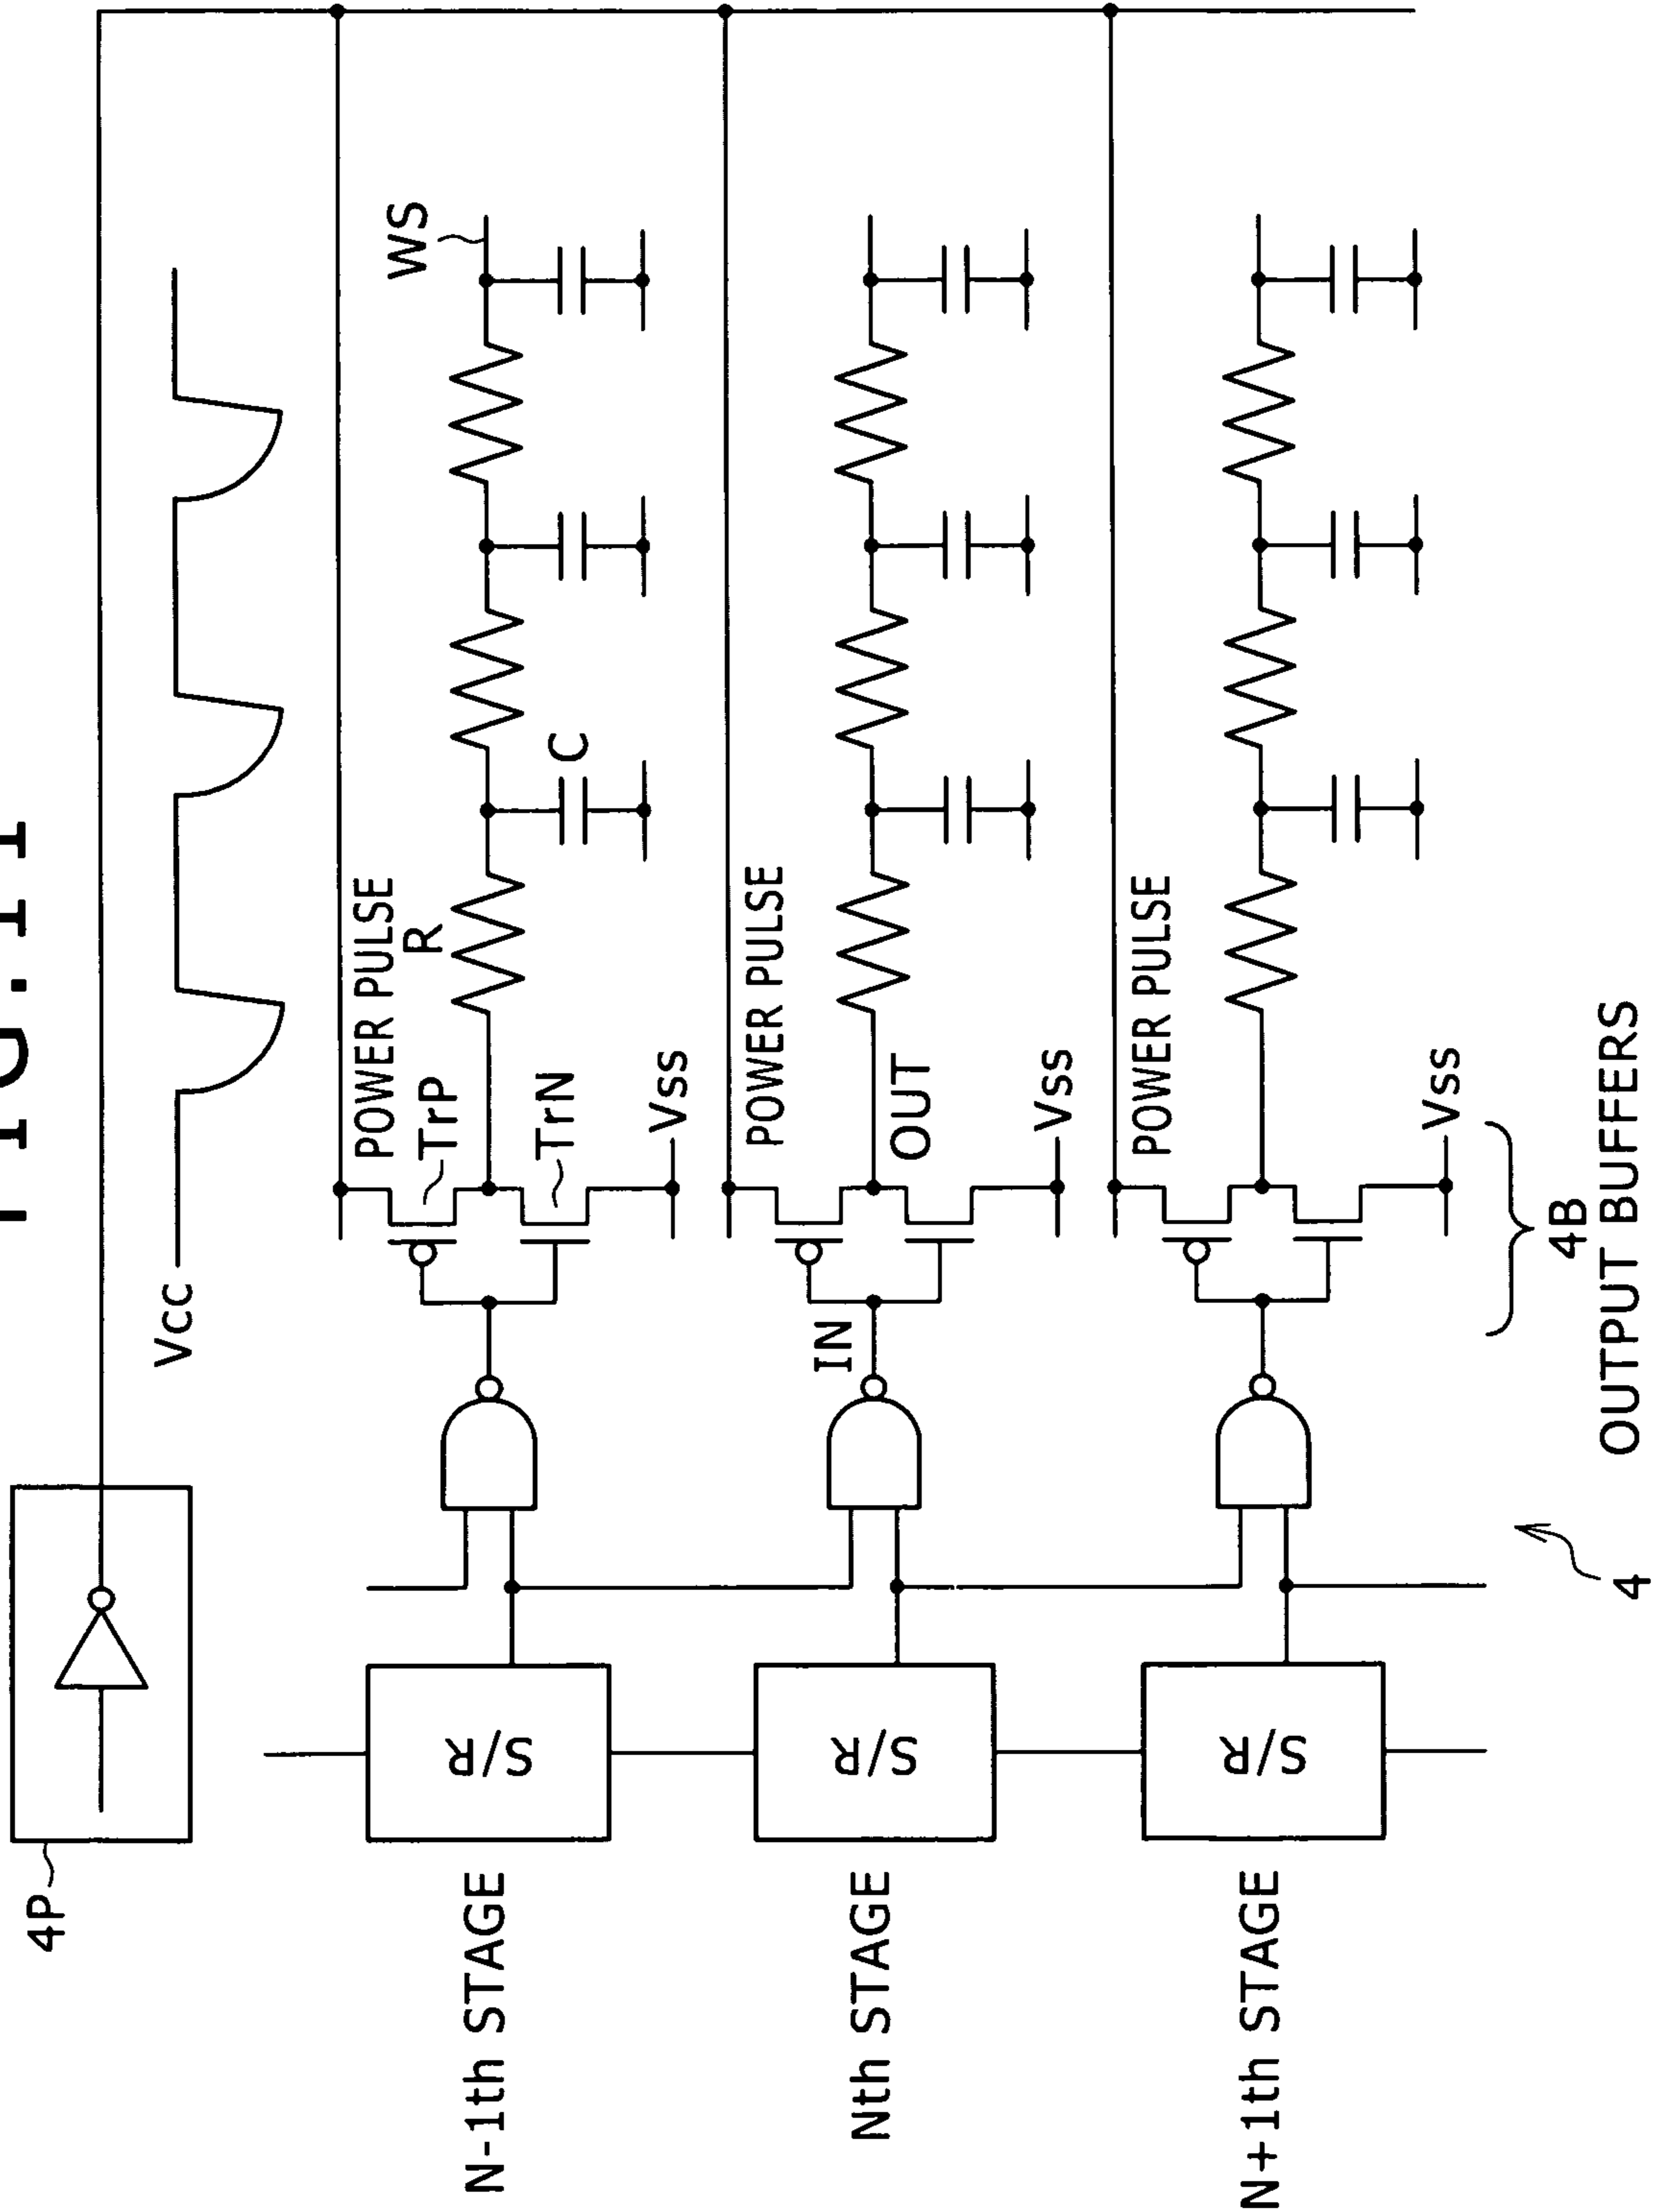 FIG. 11
4P
Vcc
WS
POWER PULSE
R
TrP
C
TrN
Vss
S/R
N-1th STAGE
POWER PULSE
IN
OUT
Vss
S/R
Nth STAGE
POWER PULSE
Vss
S/R
N+1th STAGE
4B
OUTPUT BUFFERS
4